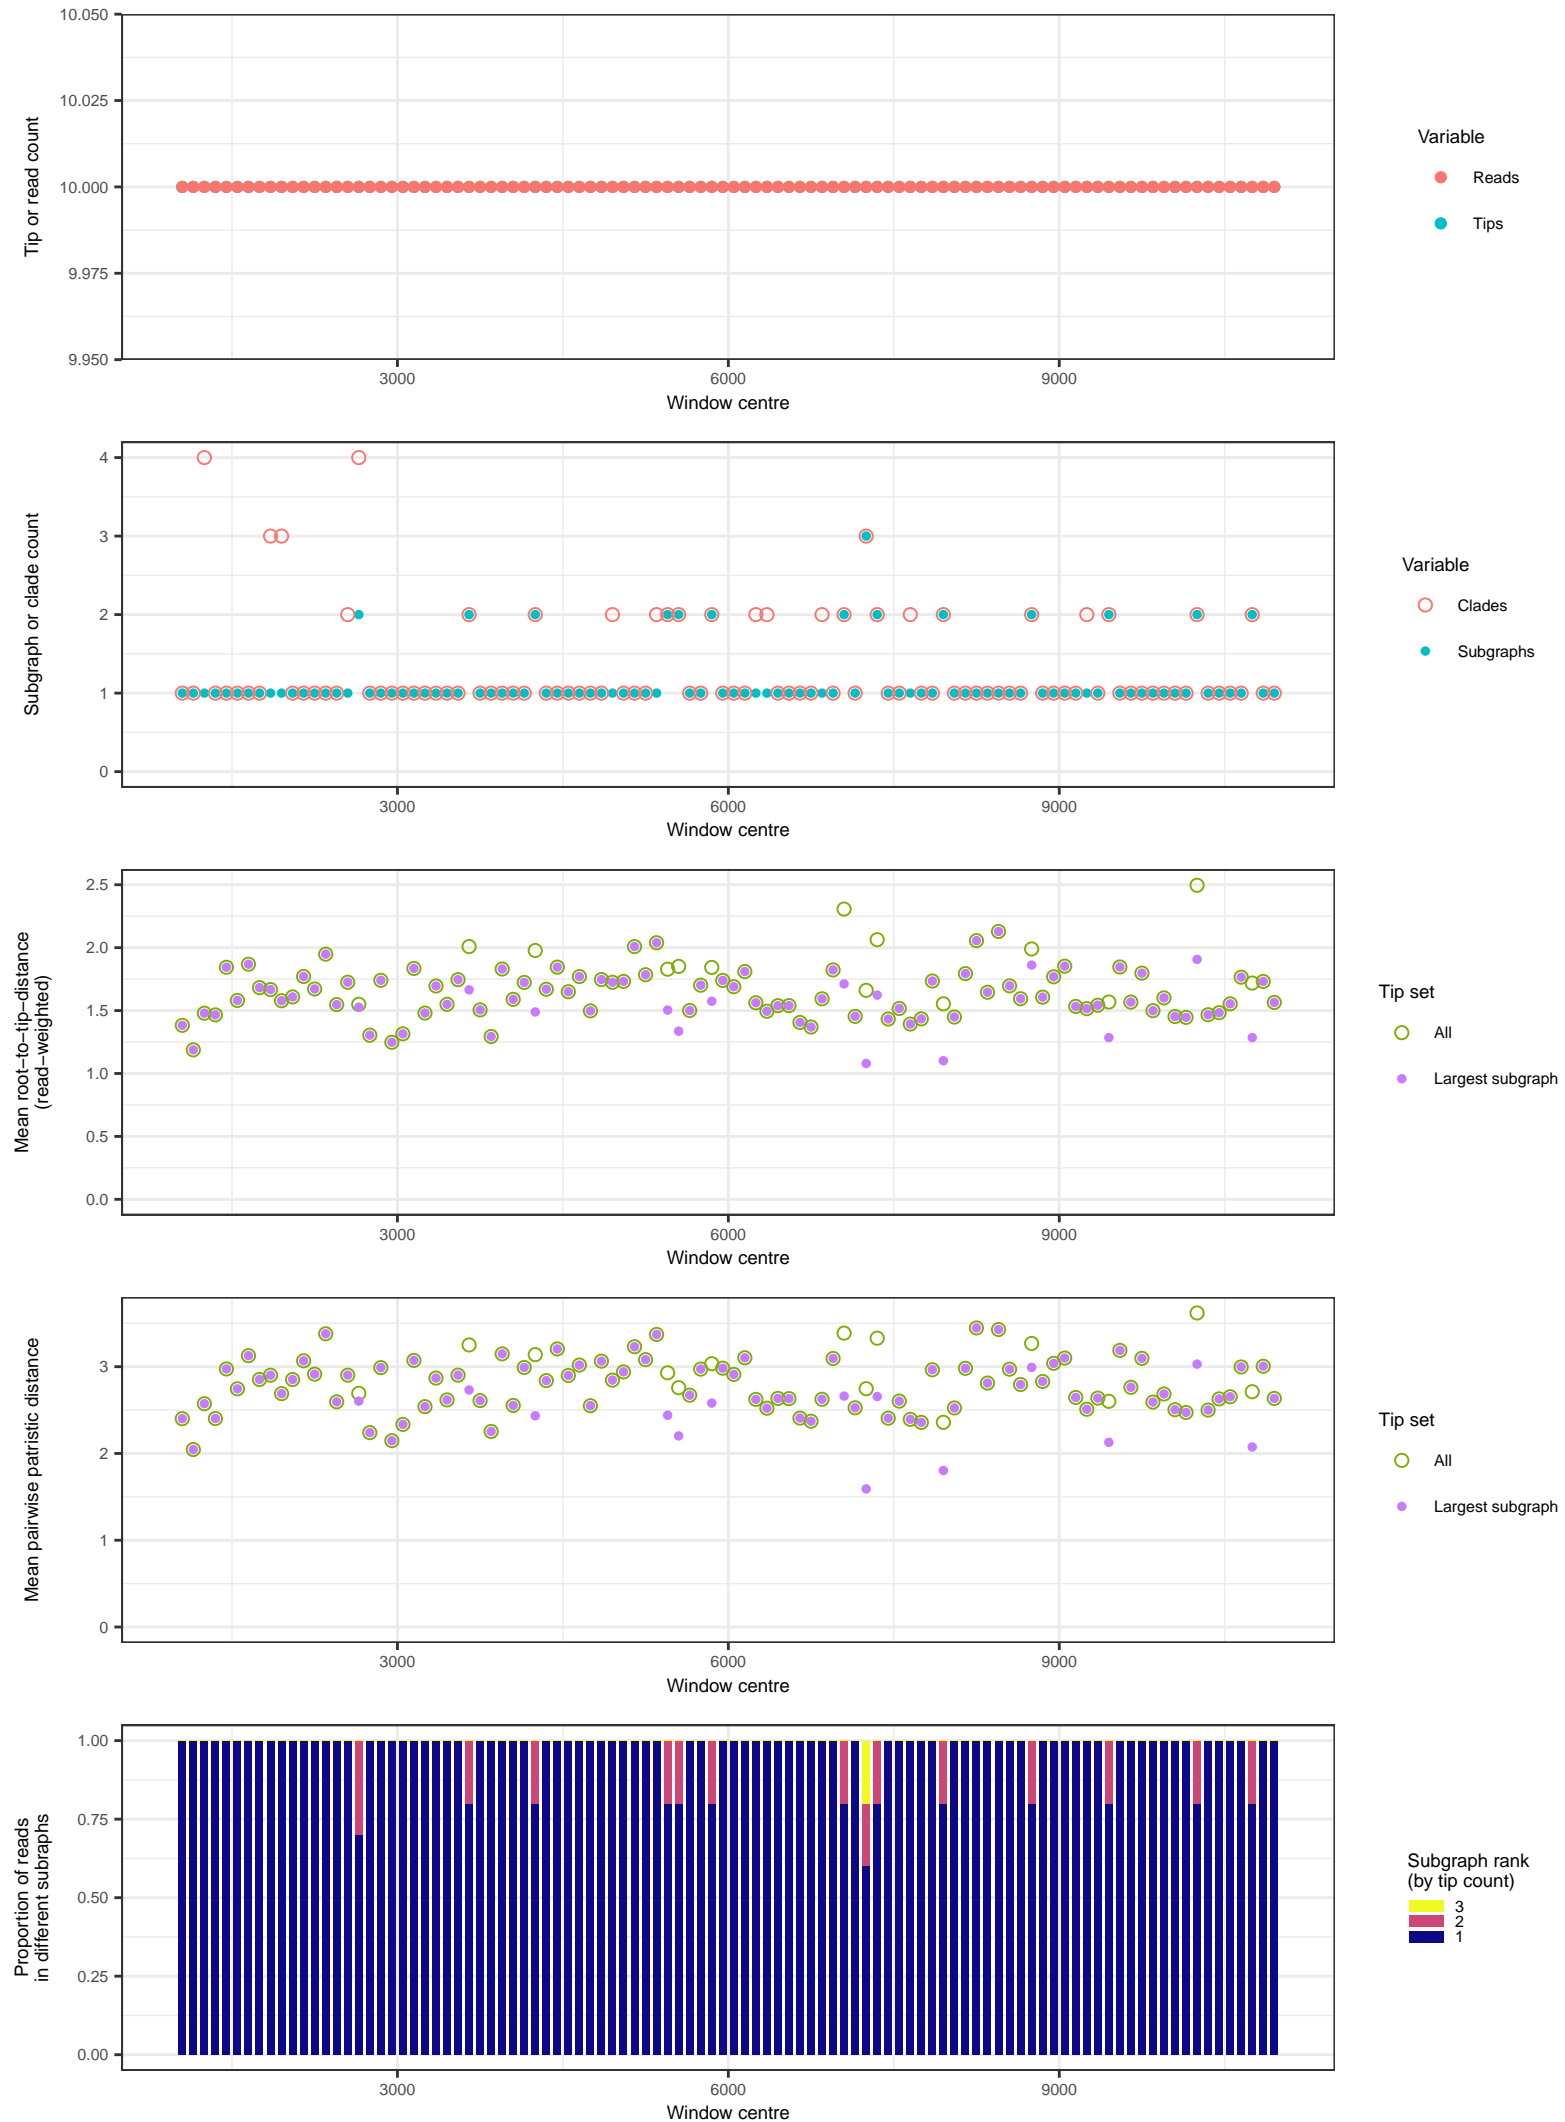 10.050
10.025
10.000
9.975
9.950
Tip or read count
3000
6000
9000
Window centre
Variable
Reads
Tips
4
3
2
1
0
Subgraph or clade count
3000
6000
9000
Window centre
Variable
Clades
Subgraphs
2.5
2.0
1.5
1.0
0.5
0.0
Mean root−to−tip−distance
(read−weighted)
3000
6000
9000
Window centre
Tip set
All
Largest subgraph
3
2
1
0
Mean pairwise patristic distance
3000
6000
9000
Window centre
Tip set
All
Largest subgraph
1.00
0.75
0.50
0.25
0.00
Proportion of reads
in different subraphs
3000
6000
9000
Window centre
Subgraph rank
(by tip count)
3
2
1